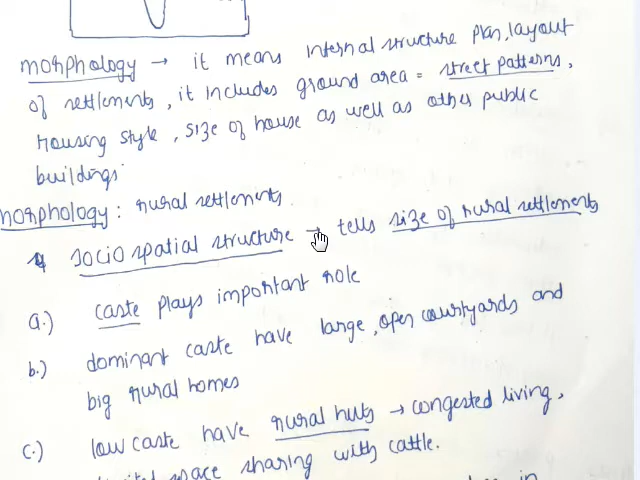 morphology → it means internal structure plan, layout
of settlements, it includes ground area = street patterns,
Housing style, size of house as well as other public
buildings
morphology: rural settlements.
socio spatial structure → tells size of rural settlements
a.) caste plays important role
b.) dominant caste have large, open courtyards and
big rural homes
c.) low caste have rural huts → congested living,
space sharing with cattle.
in